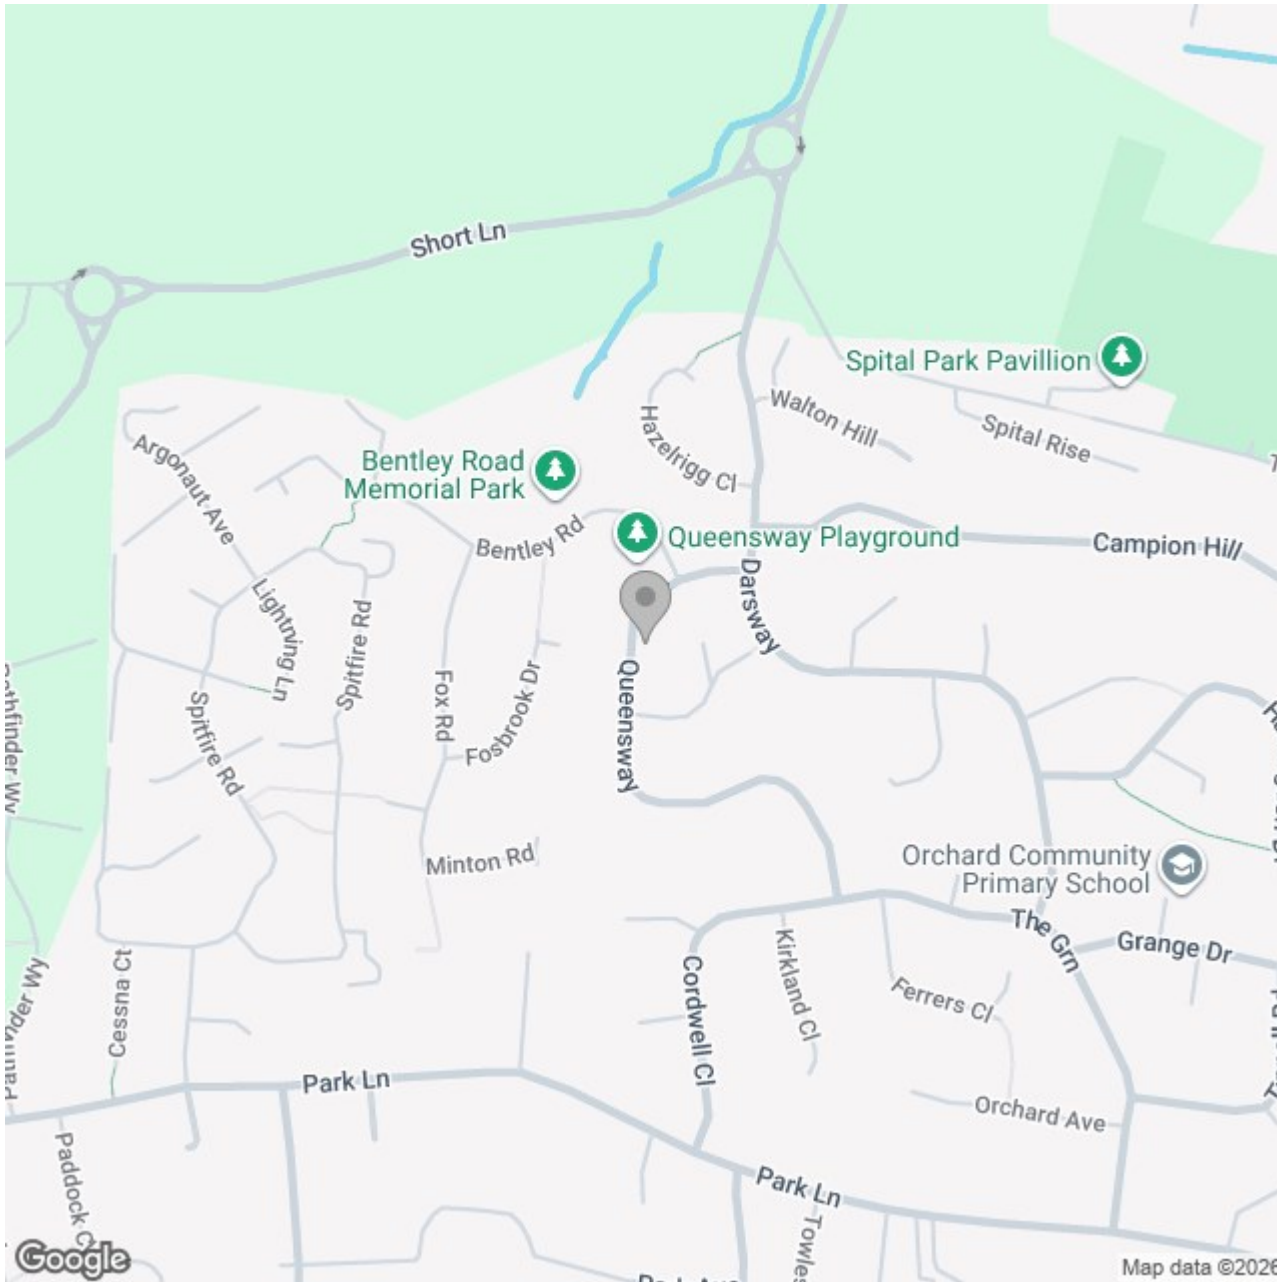 Short Ln
Spital Park Pavillion
Walton Hill
Spital Rise
Hazelrigg Cl
Argonaut Ave
Bentley Road
Memorial Park
Bentley Rd
Queensway Playground
Campion Hill
Darsway
Lightning Ln
Spitfire Rd
Fox Rd
Fosbrook Dr
Queensway
Spitfire Rd
Minton Rd
Orchard Community
Primary School
The Grn
Grange Dr
Kirkland Cl
Cordwell Cl
Ferrers Cl
Cessna Ct
Park Ln
Orchard Ave
Paddock
Park Ln
Google
Map data ©2026